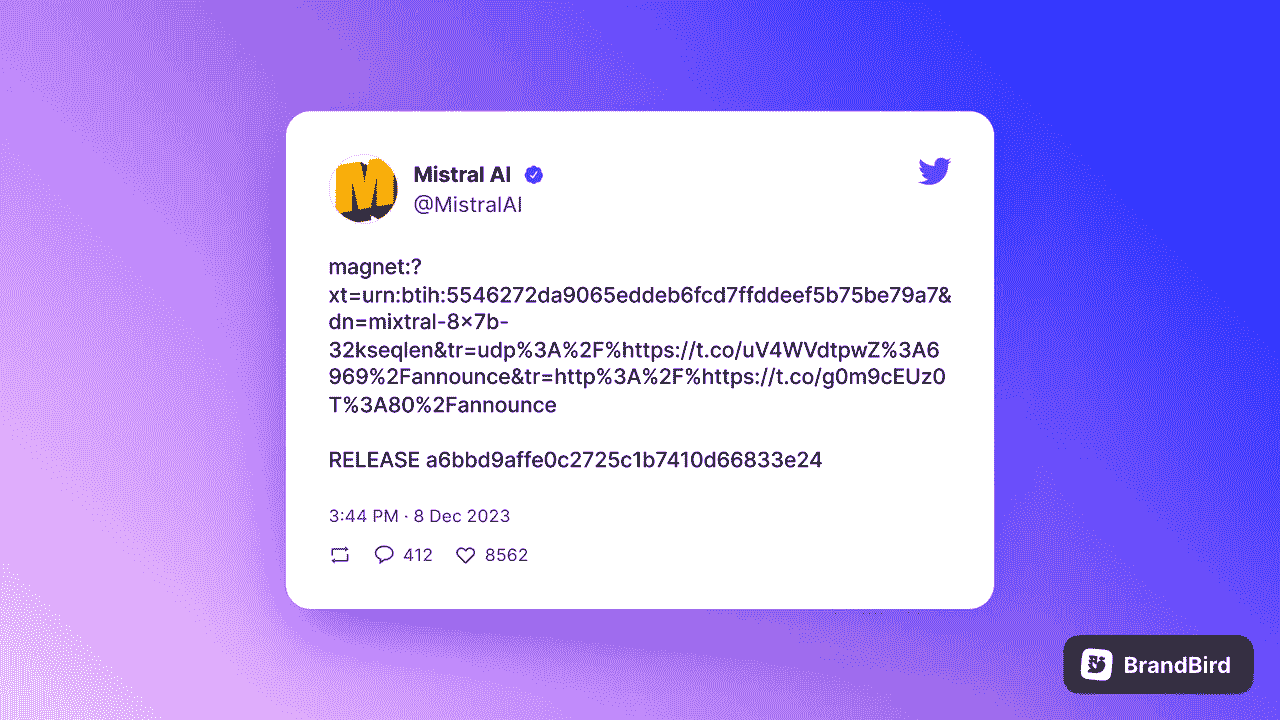 Mistral AI
@MistralAI
magnet:?
xt=urn:btih:5546272da9065eddeb6fcd7ffddeef5b75be79a7&
dn=mixtral-8x7b-
32kseqlen&tr=udp%3A%2F%https://t.co/uV4WVdtpwZ%3A6
969%2Fannounce&tr=http%3A%2F%https://t.co/g0m9cEUz0
T%3A80%2Fannounce
RELEASE a6bbd9affe0c2725c1b7410d66833e24
3:44 PM · 8 Dec 2023
412 8562
BrandBird